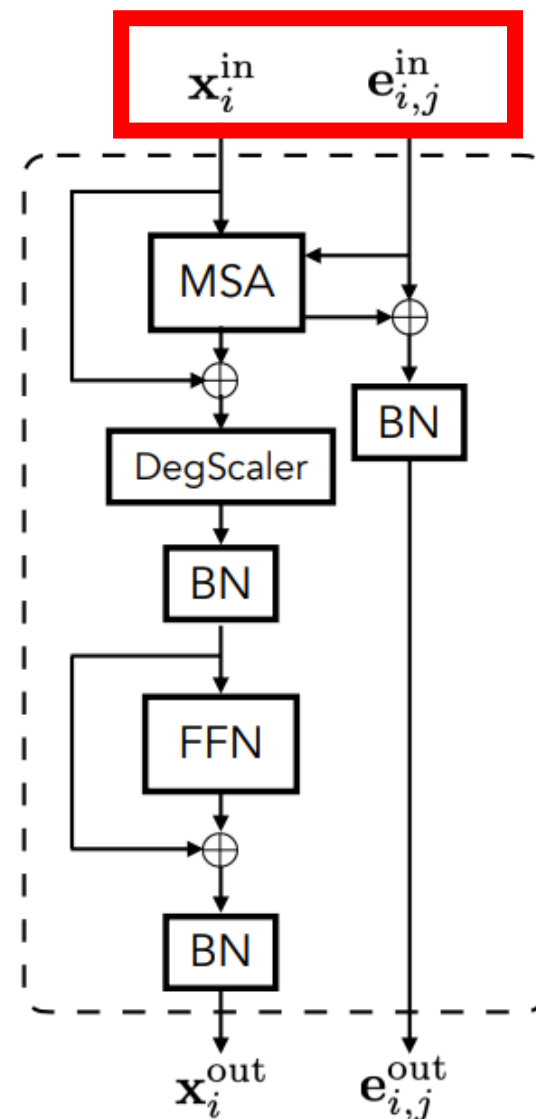 x_i^in e_{i,j}^in
MSA
BN
DegScaler
BN
FFN
BN
x_i^out e_{i,j}^out